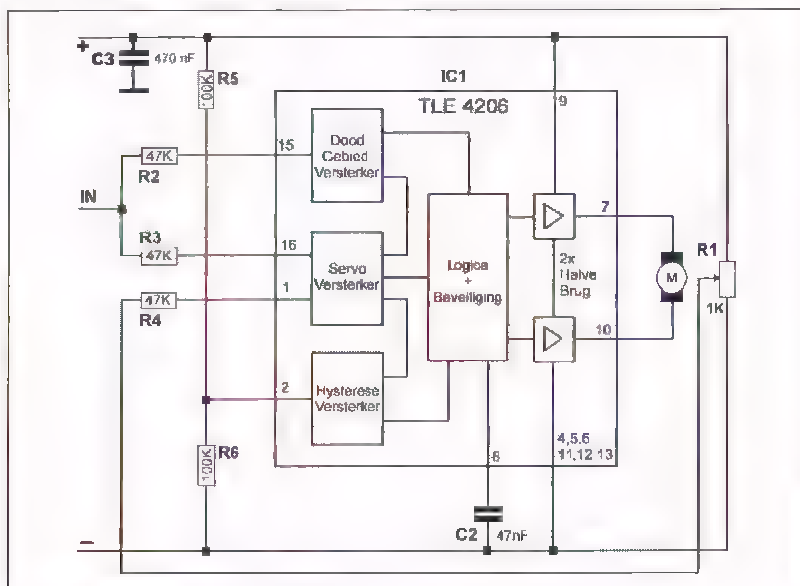 +
C3
470 nF
R5
100K
IC1
TLE 4206
9
15
Dood
Gebied
Versterker
47K
R2
IN
R3
47K
16
Servo
Versterker
1
47K
R4
Logica
+
Beveiliging
7
2x
Halve
Brug
M
R1
1K
10
2
Hysterese
Versterker
R6
100K
8
4,5,6
11,12 13
C2
47nF
−